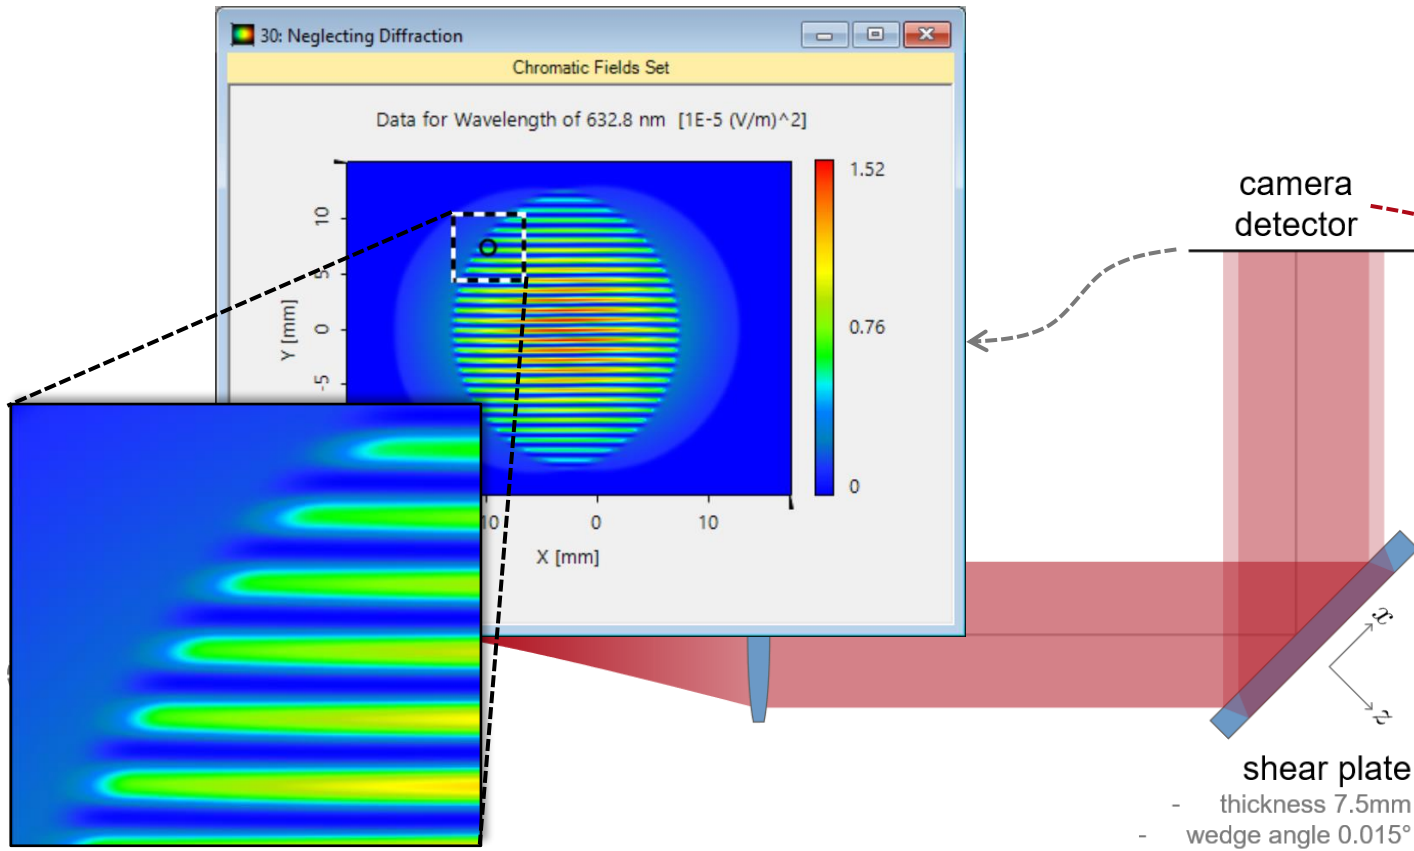 30: Neglecting Diffraction
Chromatic Fields Set
Data for Wavelength of 632.8 nm [1E-5 (V/m)^2]
1.52
0.76
0
10
5
0
-5
Y [mm]
10
0
10
X [mm]
camera
detector
x
z
shear plate
- thickness 7.5mm
- wedge angle 0.015°